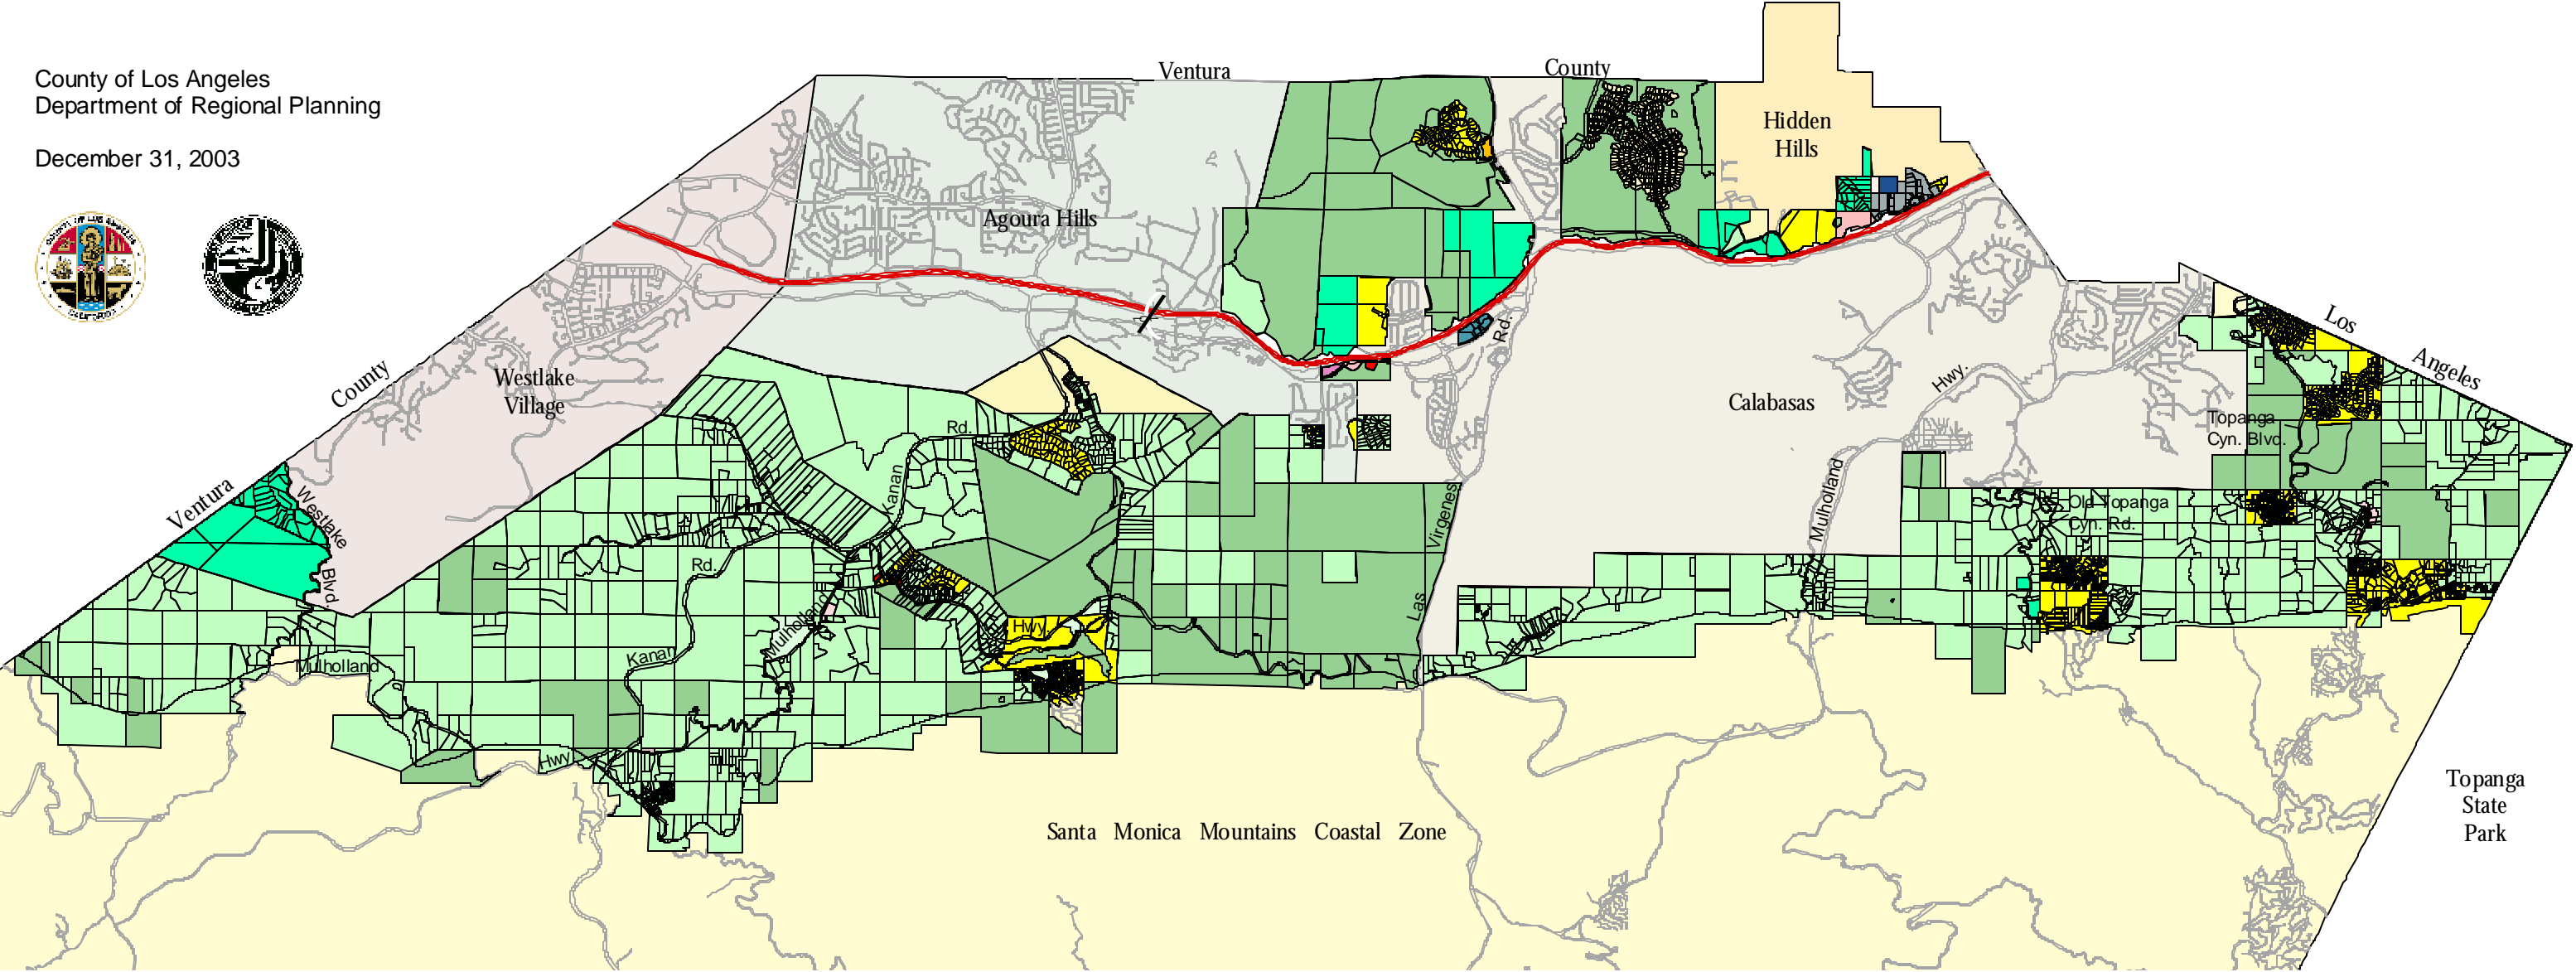 County of Los Angeles
Department of Regional Planning
December 31, 2003
Ventura
County
Hidden
Hills
Agoura Hills
Los
Angeles
County
Westlake
Village
Rd.
Hwy.
Calabasas
Topanga
Cyn. Blvd.
Rd.
Kanan
Ventura
Westlake
Blvd.
Mulholland
Virgenes
Las
Old Topanga
Cyn. Rd.
Rd.
Mulholland
Hwy.
Kanan
Mulholland
Hwy
Topanga
State
Park
Santa Monica Mountains Coastal Zone